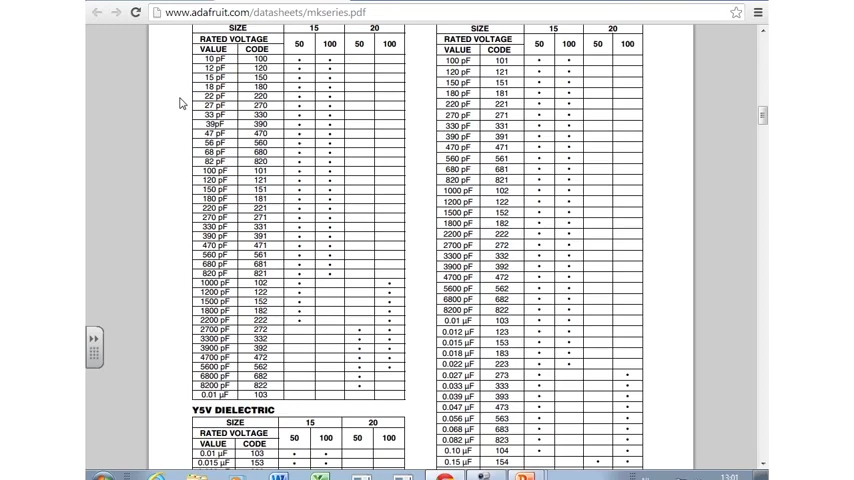 www.adafruit.com/datasheets/mkseries.pdf
SIZE 15 20
RATED VOLTAGE 50 100 50 100
VALUE CODE
10 pF 100 • •
12 pF 120 • •
15 pF 150 • •
18 pF 180 • •
22 pF 220 • •
27 pF 270 • •
33 pF 330 • •
39pF 390 • •
47 pF 470 • •
56 pF 560 • •
68 pF 680 • •
82 pF 820 • •
100 pF 101 • •
120 pF 121 • •
150 pF 151 • •
180 pF 181 • •
220 pF 221 • •
270 pF 271 • •
330 pF 331 • •
390 pF 391 • •
470 pF 471 • •
560 pF 561 • •
680 pF 681 • •
820 pF 821 • •
1000 pF 102 • •
1200 pF 122 • •
1500 pF 152 • •
1800 pF 182 • •
2200 pF 222 • •
2700 pF 272 • •
3300 pF 332 • •
3900 pF 392 • •
4700 pF 472 • •
5600 pF 562 • •
6800 pF 682 •
8200 pF 822 •
0.01 µF 103
Y5V DIELECTRIC
SIZE 15 20
RATED VOLTAGE 50 100 50 100
VALUE CODE
0.01 µF 103 • •
0.015 µF 153 • •
SIZE 15 20
RATED VOLTAGE 50 100 50 100
VALUE CODE
100 pF 101 • •
120 pF 121 • •
150 pF 151 • •
180 pF 181 • •
220 pF 221 • •
270 pF 271 • •
330 pF 331 • •
390 pF 391 • •
470 pF 471 • •
560 pF 561 • •
680 pF 681 • •
820 pF 821 • •
1000 pF 102 • •
1200 pF 122 • •
1500 pF 152 • •
1800 pF 182 • •
2200 pF 222 • •
2700 pF 272 • •
3300 pF 332 • •
3900 pF 392 • •
4700 pF 472 • •
5600 pF 562 • •
6800 pF 682 • •
8200 pF 822 • •
0.01 µF 103 • •
0.012 µF 123 • •
0.015 µF 153 • •
0.018 µF 183 • •
0.022 µF 223 • •
0.027 µF 273 • •
0.033 µF 333 • •
0.039 µF 393 • •
0.047 µF 473 • •
0.056 µF 563 • •
0.068 µF 683 • •
0.082 µF 823 • •
0.10 µF 104 • •
0.15 µF 154 • •
13:01